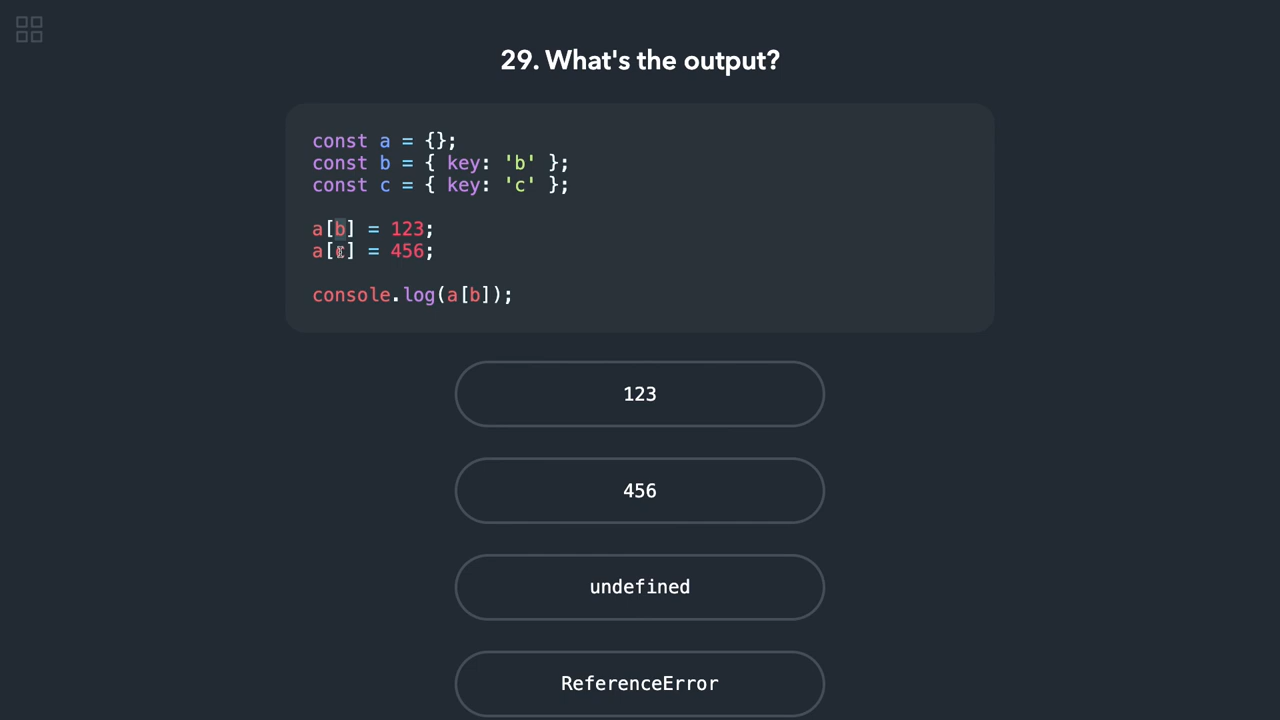 29. What's the output?
const a = {};
const b = { key: 'b' };
const c = { key: 'c' };
a[b] = 123;
a[c] = 456;
console.log(a[b]);
123
456
undefined
ReferenceError